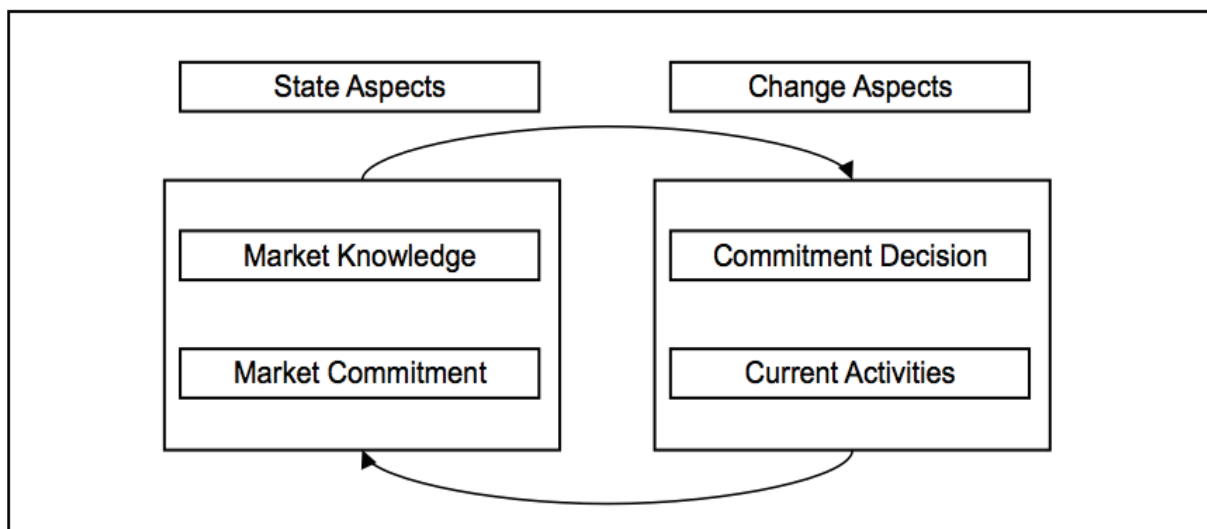 State Aspects
Change Aspects
Market Knowledge
Commitment Decision
Market Commitment
Current Activities